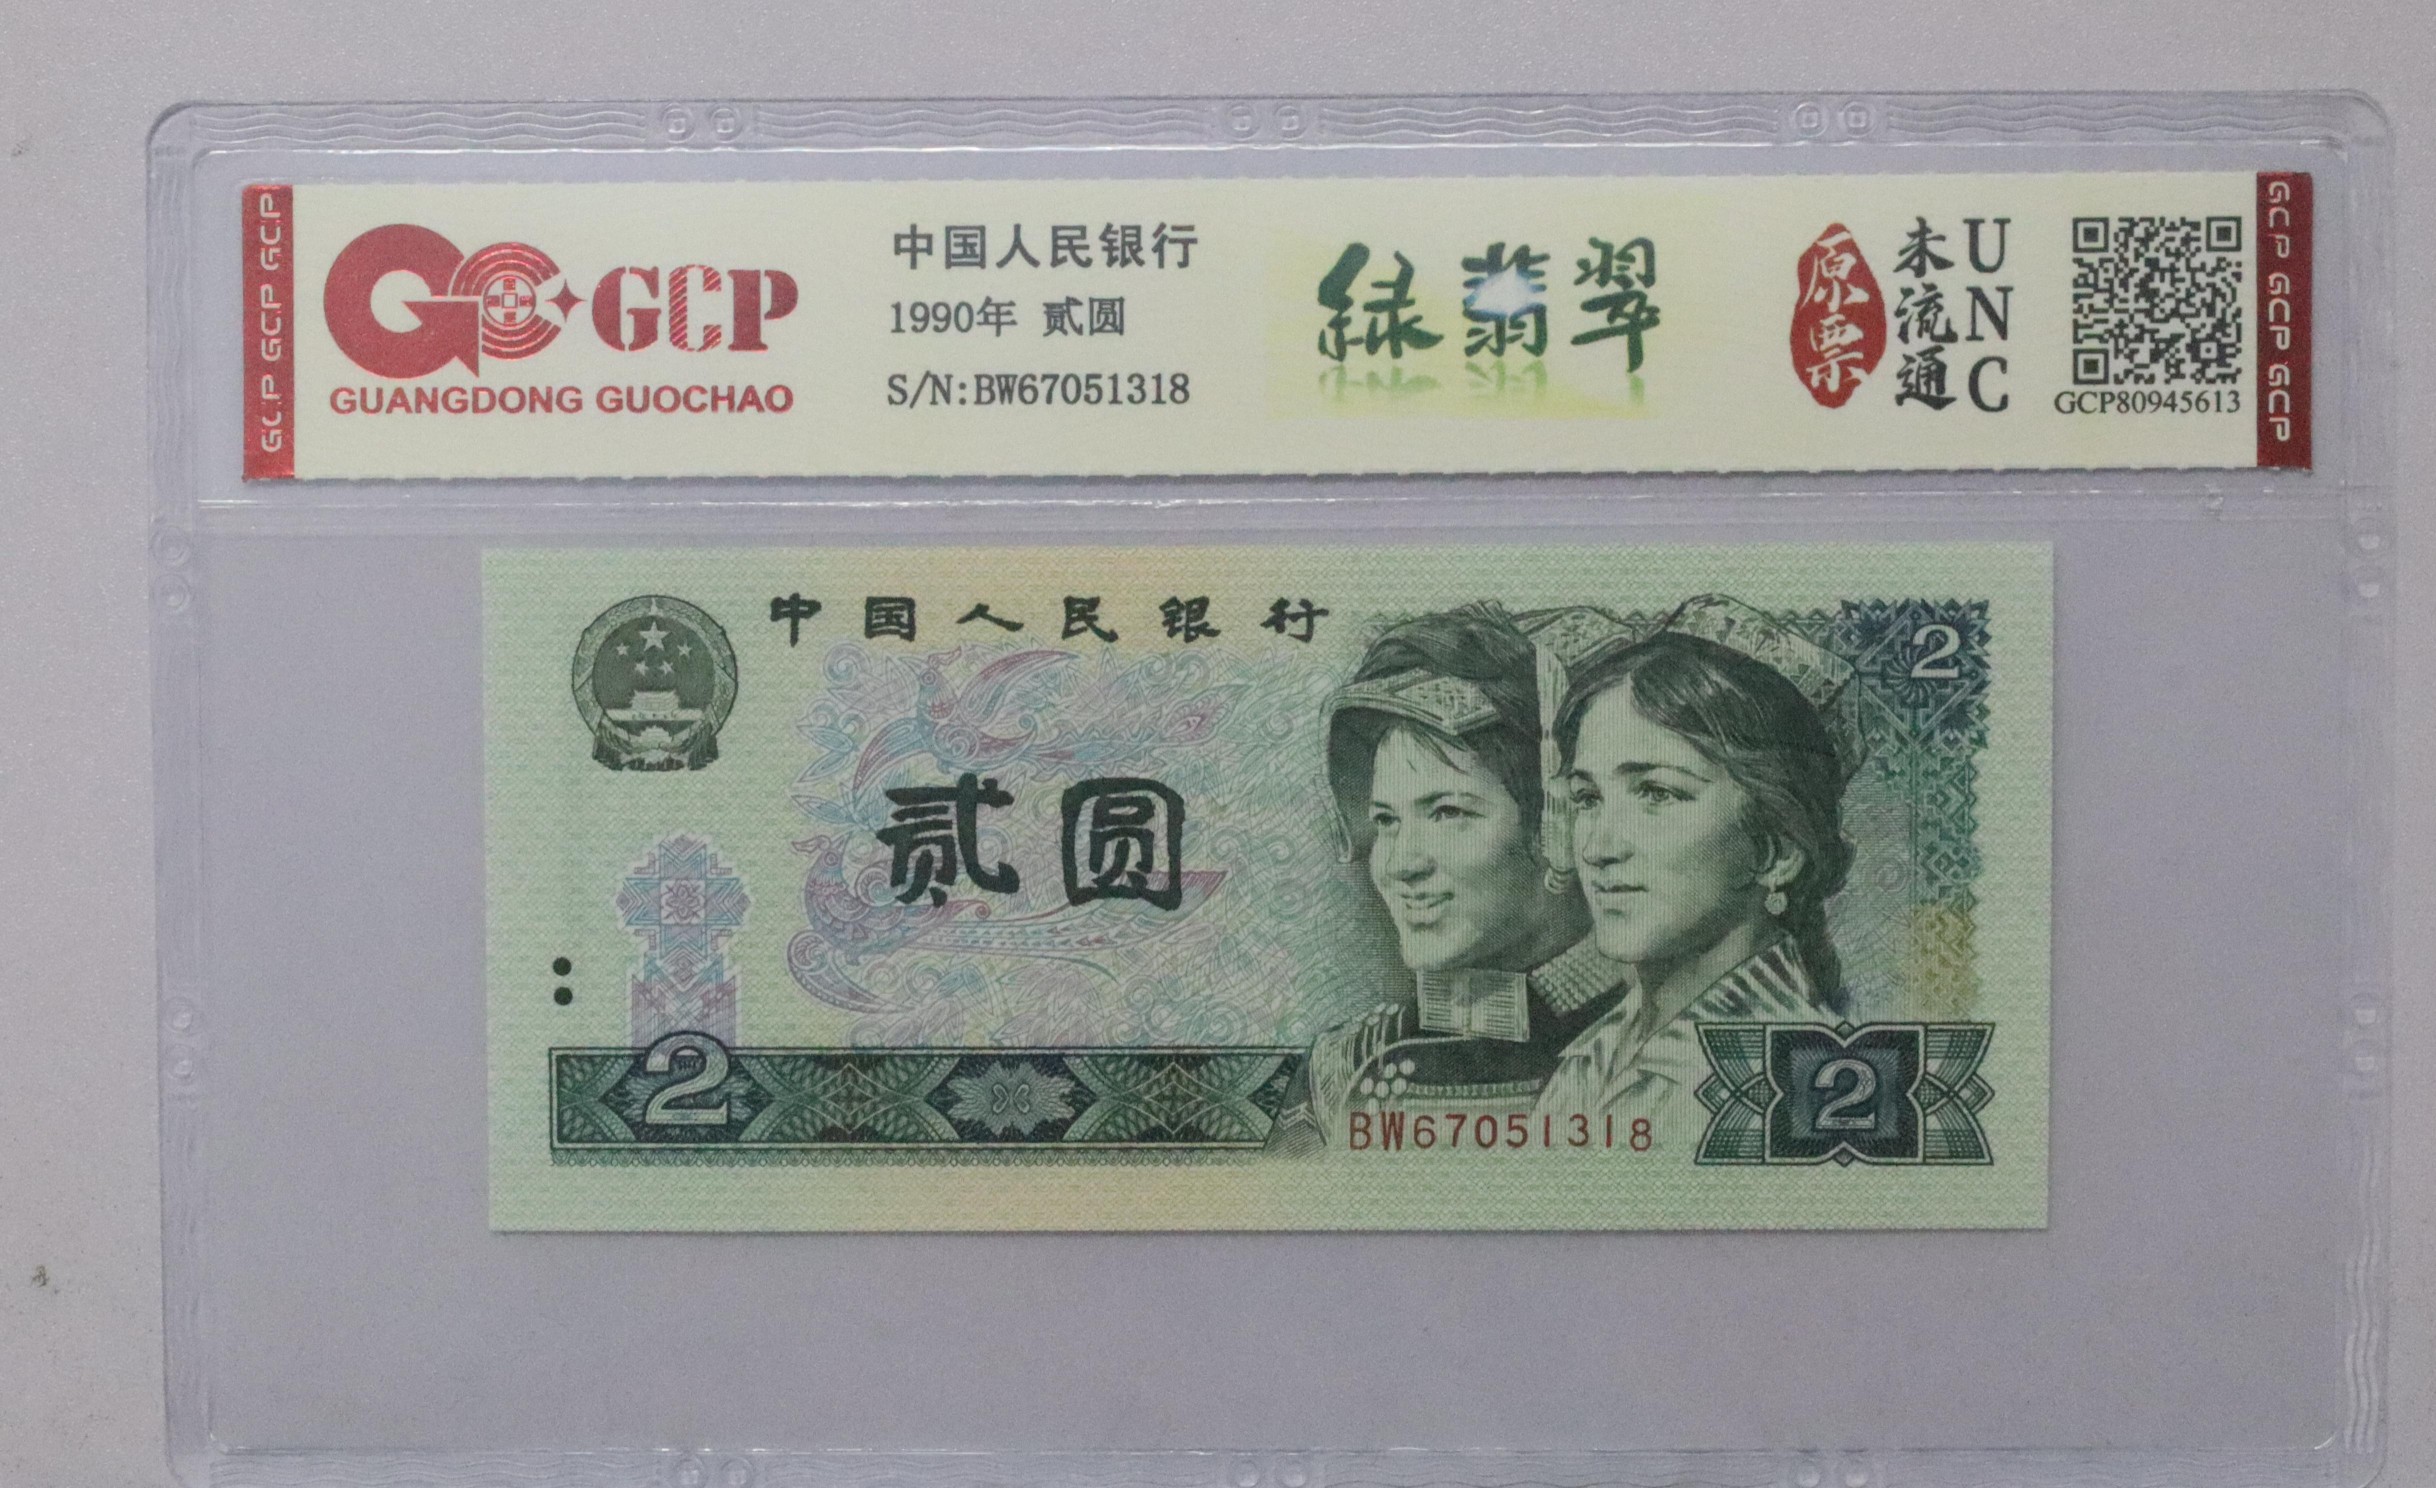 GCP GCP GCP
GCP
GUANGDONG GUOCHAO
中国人民银行
1990年 贰圆
S/N:BW67051318
绿翡翠
原票
未流通
UNC
GCP80945613
GCP GCP GCP
中国人民银行
2
贰圆
2
BW67051318
2